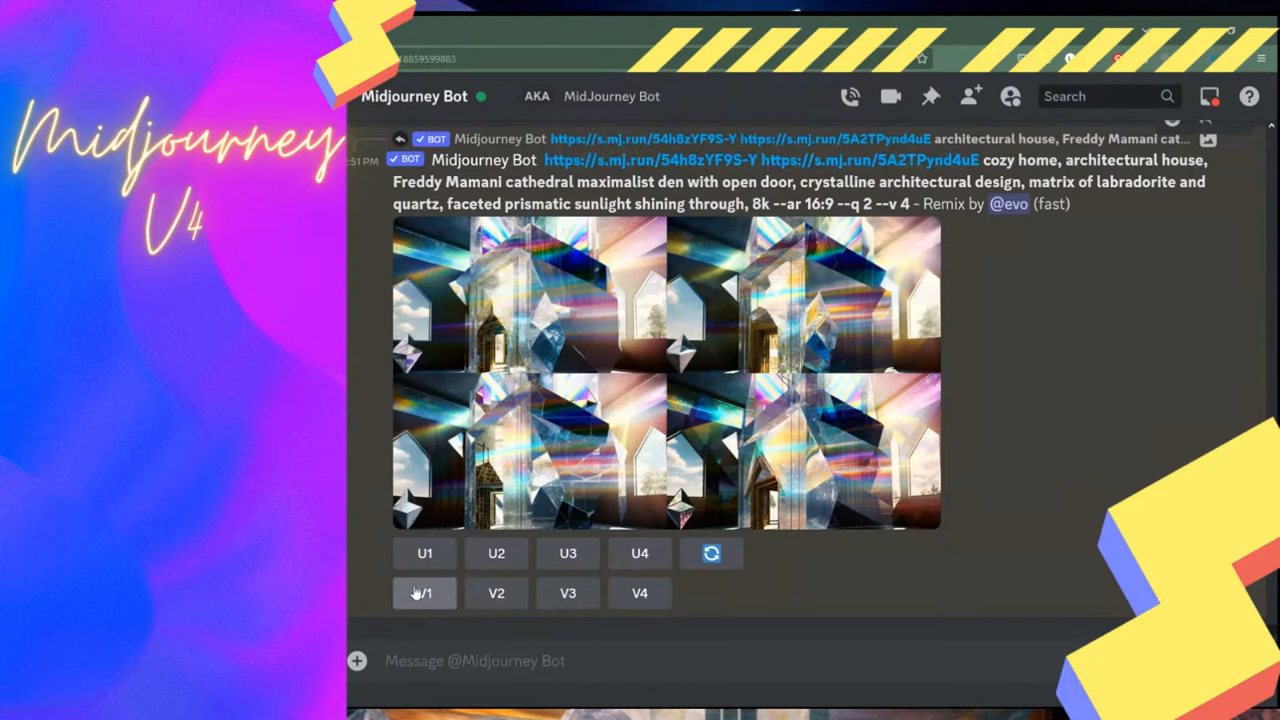 Midjourney
V4
18859599883
Midjourney Bot AKA MidJourney Bot Search
BOT Midjourney Bot https://s.mj.run/54h8zYF9S-Y https://s.mj.run/5A2TPynd4uE architectural house, Freddy Mamani cat...
:51 PM BOT Midjourney Bot https://s.mj.run/54h8zYF9S-Y https://s.mj.run/5A2TPynd4uE cozy home, architectural house,
Freddy Mamani cathedral maximalist den with open door, crystalline architectural design, matrix of labradorite and
quartz, faceted prismatic sunlight shining through, 8k --ar 16:9 --q 2 --v 4 - Remix by @evo (fast)
U1 U2 U3 U4
V1 V2 V3 V4
Message @Midjourney Bot